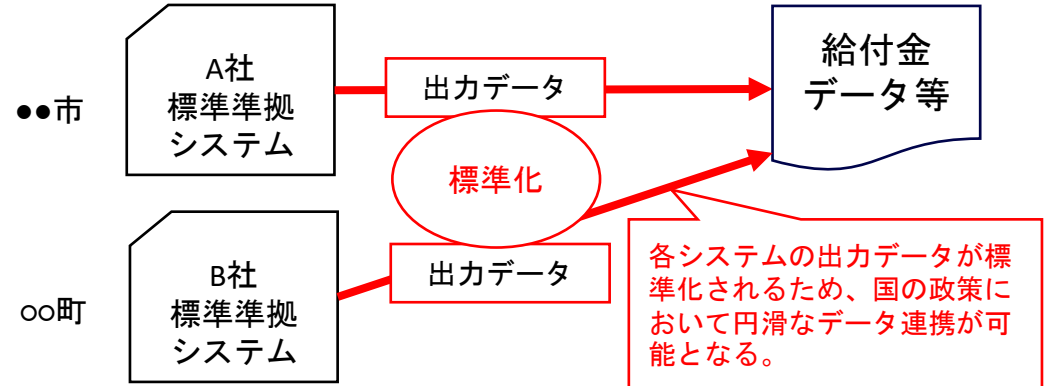 ●●市
A社
標準準拠
システム
出力データ
給付金
データ等
標準化
○○町
B社
標準準拠
システム
出力データ
各システムの出力データが標
準化されるため、国の政策に
おいて円滑なデータ連携が可
能となる。